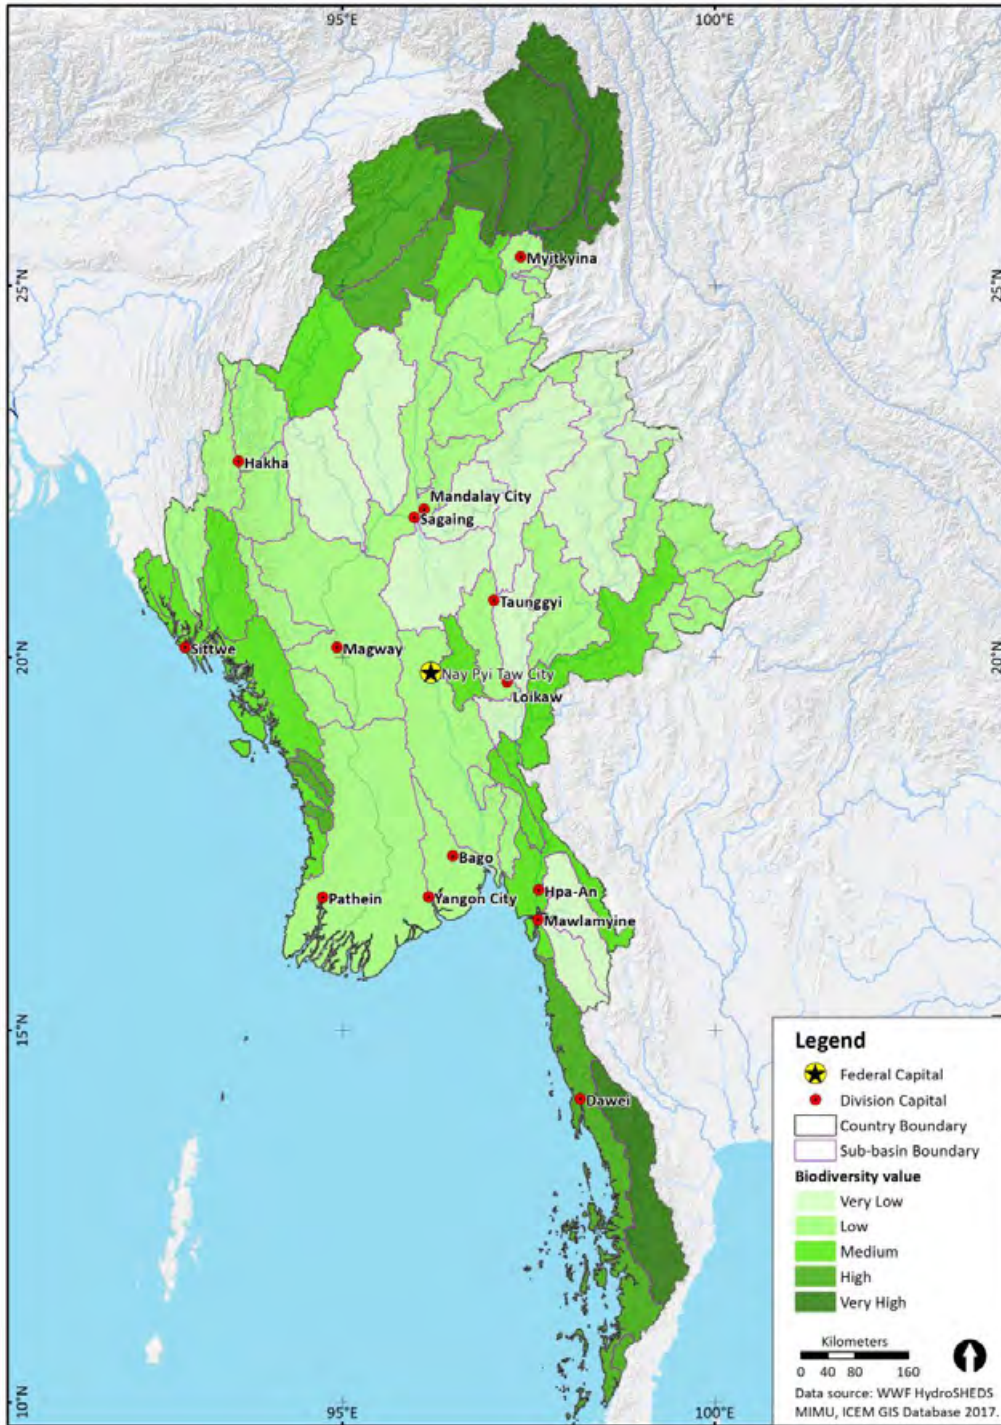 95°E
100°E
25°N
25°N
Myitkyina
Hakha
Mandalay City
Sagaing
Taunggyi
Sittwe
Magway
20°N
20°N
Nay Pyi Taw City
Loikaw
Bago
Pathein
Yangon City
Hpa-An
Mawlamyine
15°N
Dawei
Legend
Federal Capital
Division Capital
Country Boundary
Sub-basin Boundary
Biodiversity value
Very Low
Low
Medium
High
Very High
Kilometers
0 40 80 160
Data source: WWF HydroSHEDS
MIMU, ICEM GIS Database 2017.
10°N
95°E
100°E